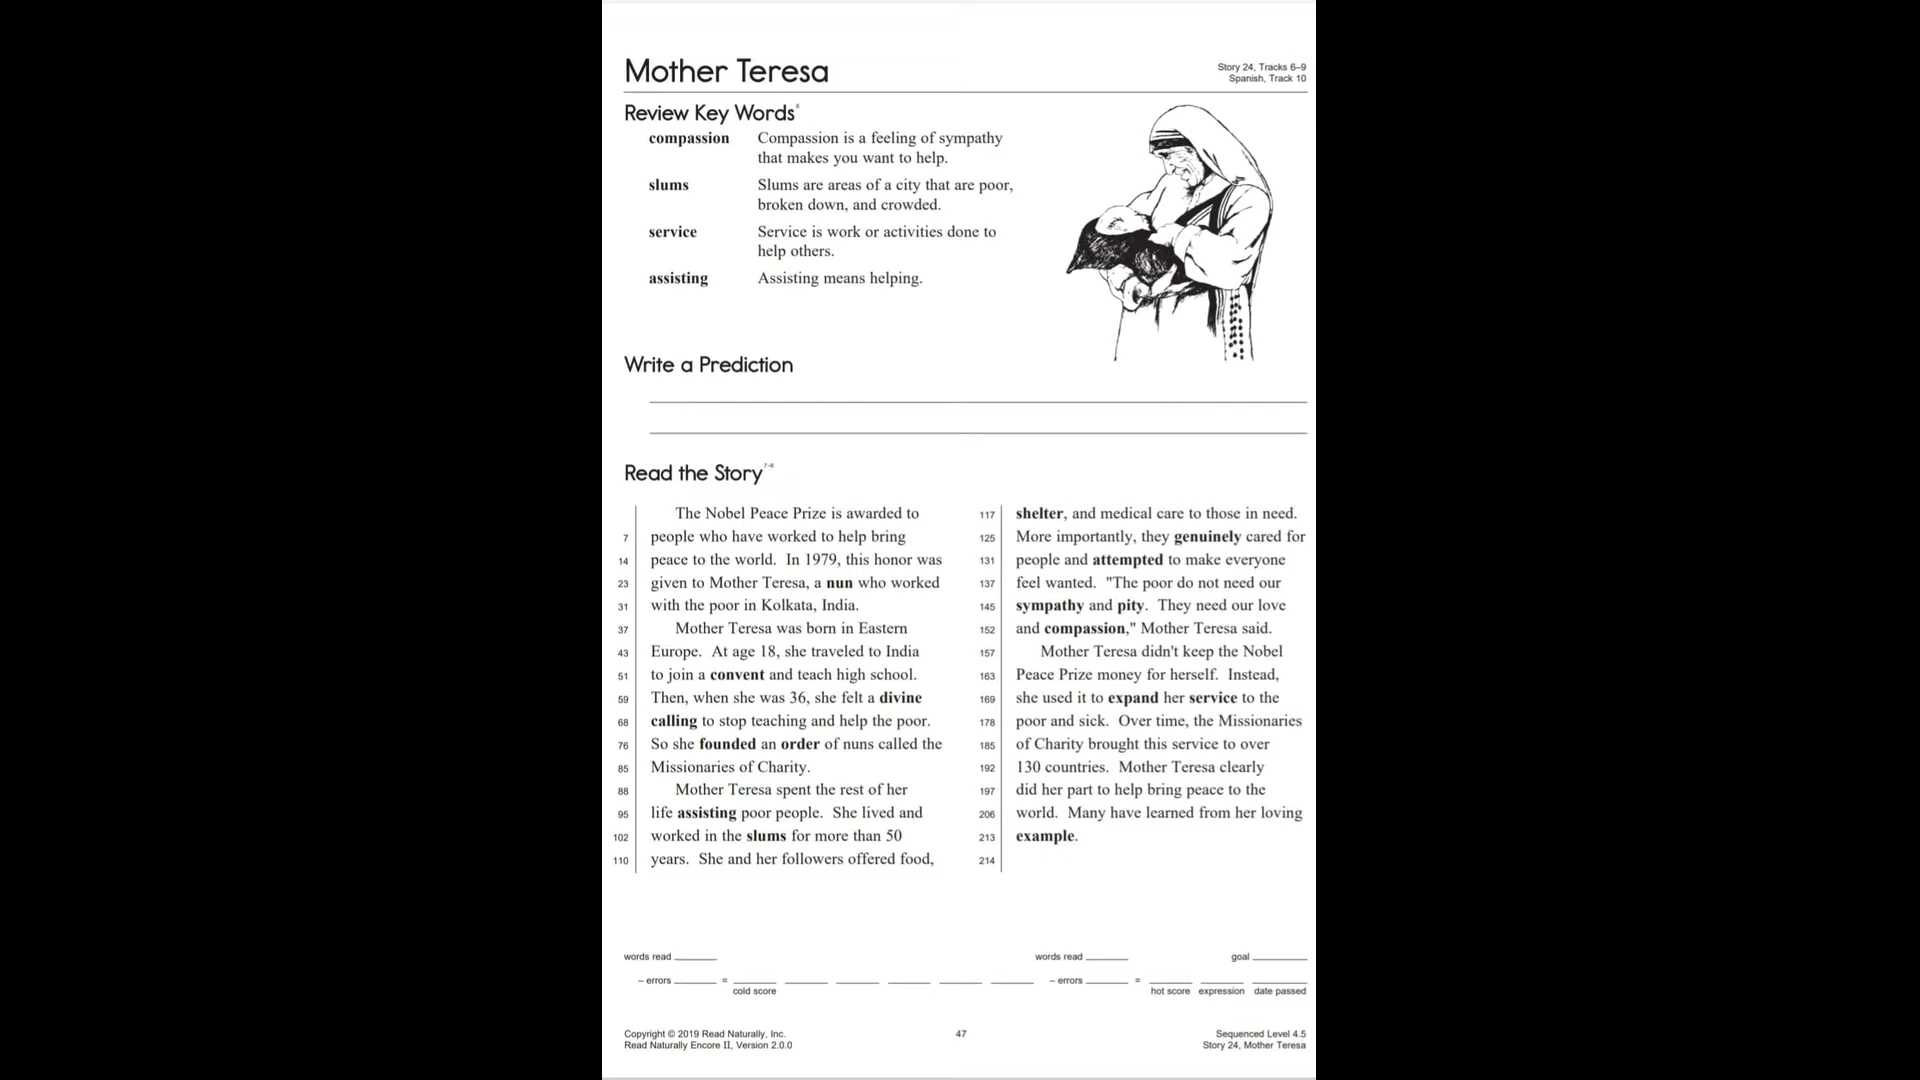 Mother Teresa
Story 24, Tracks 6–9
Spanish, Track 10
Review Key Words6
compassion Compassion is a feeling of sympathy
that makes you want to help.
slums Slums are areas of a city that are poor,
broken down, and crowded.
service Service is work or activities done to
help others.
assisting Assisting means helping.
Write a Prediction
Read the Story7-8
The Nobel Peace Prize is awarded to
7 people who have worked to help bring
14 peace to the world. In 1979, this honor was
23 given to Mother Teresa, a nun who worked
31 with the poor in Kolkata, India.
37 Mother Teresa was born in Eastern
43 Europe. At age 18, she traveled to India
51 to join a convent and teach high school.
59 Then, when she was 36, she felt a divine
68 calling to stop teaching and help the poor.
76 So she founded an order of nuns called the
85 Missionaries of Charity.
88 Mother Teresa spent the rest of her
95 life assisting poor people. She lived and
102 worked in the slums for more than 50
110 years. She and her followers offered food,
117 shelter, and medical care to those in need.
125 More importantly, they genuinely cared for
131 people and attempted to make everyone
137 feel wanted. "The poor do not need our
145 sympathy and pity. They need our love
152 and compassion," Mother Teresa said.
157 Mother Teresa didn't keep the Nobel
163 Peace Prize money for herself. Instead,
169 she used it to expand her service to the
178 poor and sick. Over time, the Missionaries
185 of Charity brought this service to over
192 130 countries. Mother Teresa clearly
197 did her part to help bring peace to the
206 world. Many have learned from her loving
213 example.
214
words read
– errors =
cold score
words read
goal
– errors =
hot score expression date passed
Copyright © 2019 Read Naturally, Inc.
Read Naturally Encore II, Version 2.0.0
47
Sequenced Level 4.5
Story 24, Mother Teresa